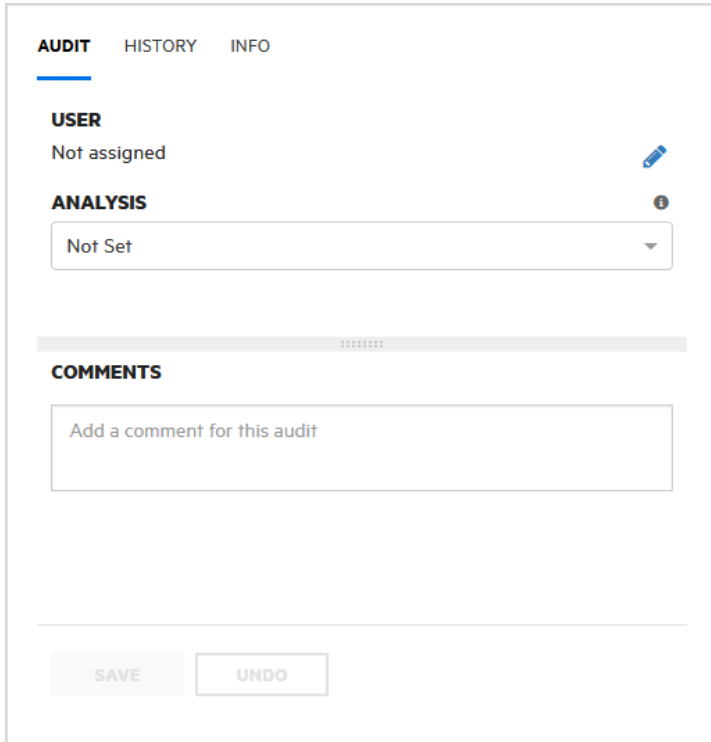 AUDIT HISTORY INFO
USER
Not assigned
ANALYSIS
Not Set
COMMENTS
Add a comment for this audit
SAVE UNDO